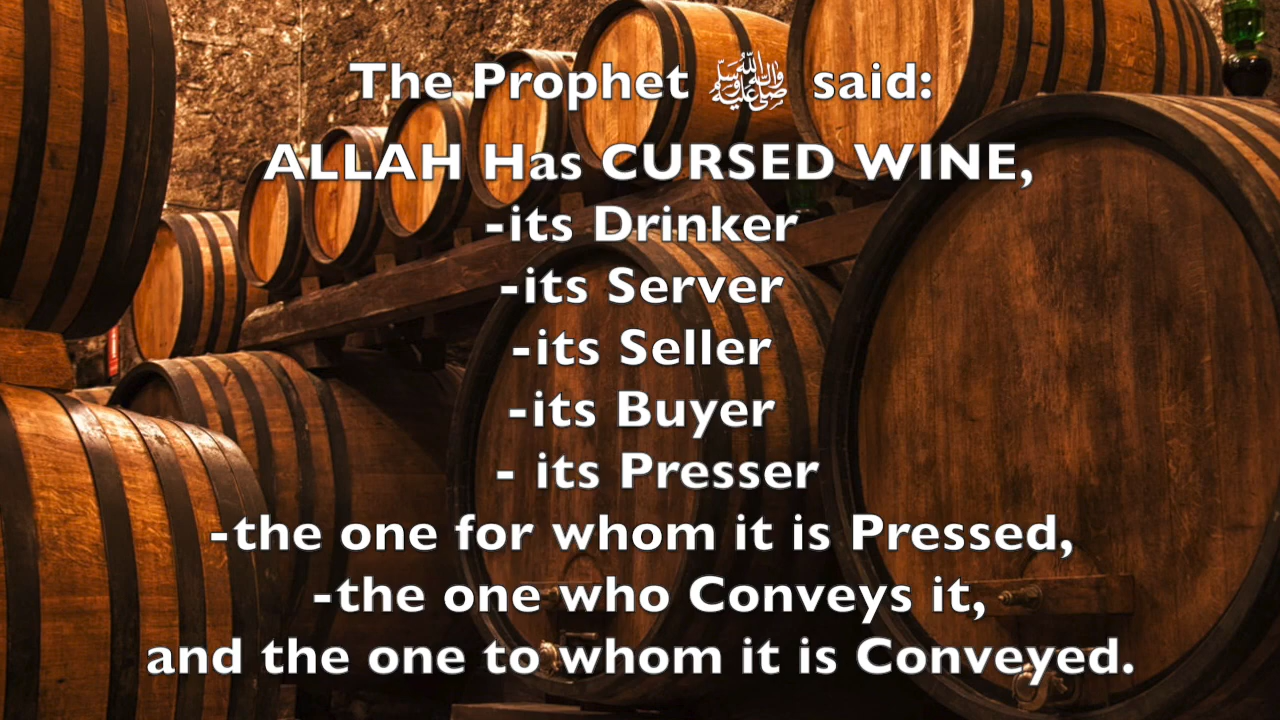 The Prophet ﷺ said:
ALLAH Has CURSED WINE,
-its Drinker
-its Server
-its Seller
-its Buyer
- its Presser
-the one for whom it is Pressed,
-the one who Conveys it,
and the one to whom it is Conveyed.